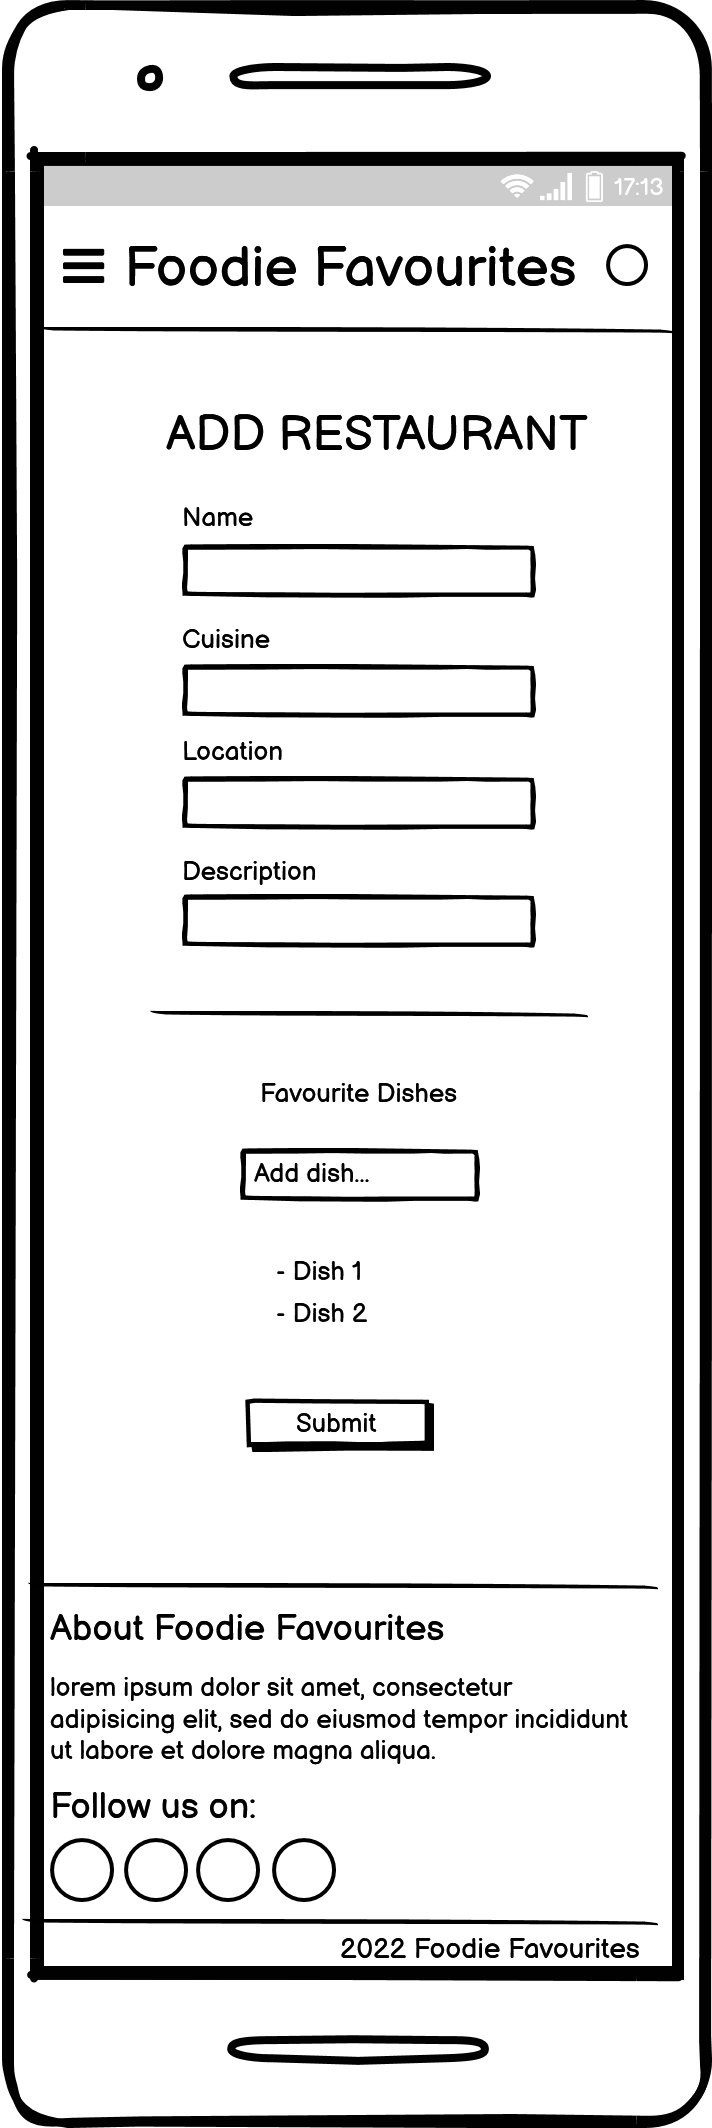 17:13
Foodie Favourites
ADD RESTAURANT
Name
Cuisine
Location
Description
Favourite Dishes
Add dish...
- Dish 1
- Dish 2
Submit
About Foodie Favourites
lorem ipsum dolor sit amet, consectetur
adipisicing elit, sed do eiusmod tempor incididunt
ut labore et dolore magna aliqua.
Follow us on:
2022 Foodie Favourites